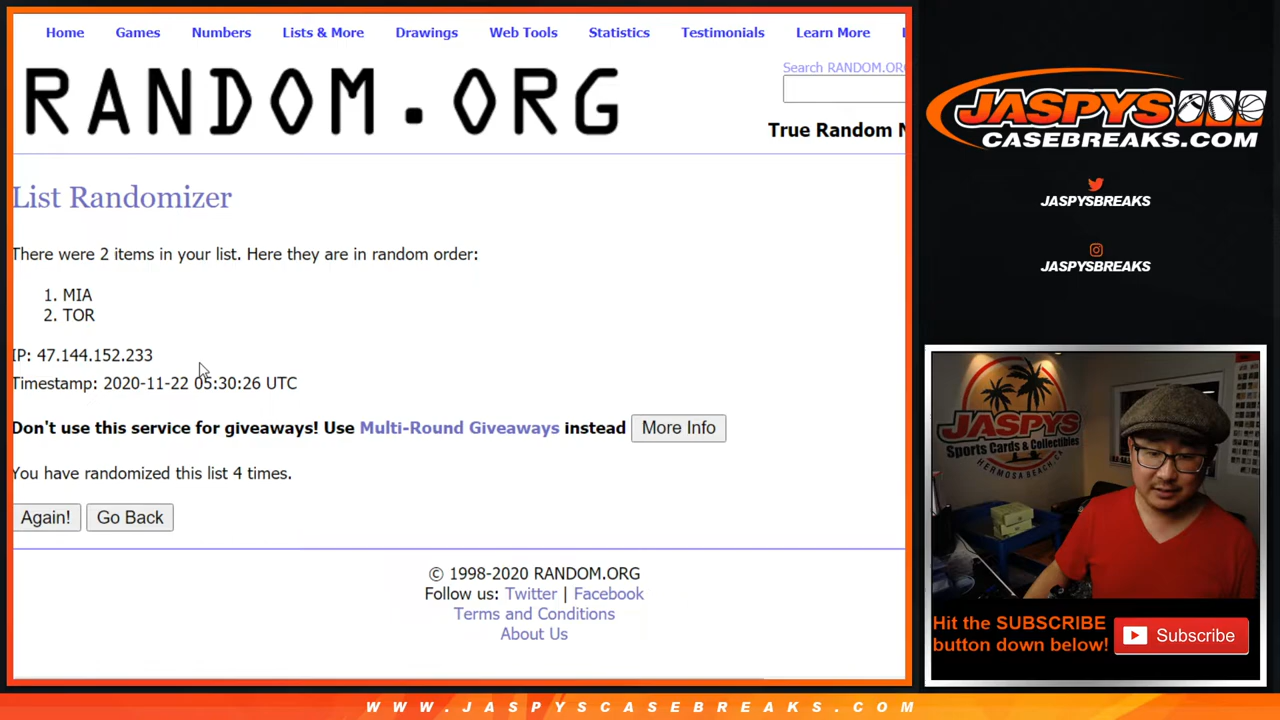 Home Games Numbers Lists & More Drawings Web Tools Statistics Testimonials Learn More
Search RANDOM.ORG
RANDOM.ORG
True Random N
List Randomizer
There were 2 items in your list. Here they are in random order:
1. MIA
2. TOR
IP: 47.144.152.233
Timestamp: 2020-11-22 05:30:26 UTC
Don't use this service for giveaways! Use Multi-Round Giveaways instead More Info
You have randomized this list 4 times.
Again! Go Back
© 1998-2020 RANDOM.ORG
Follow us: Twitter | Facebook
Terms and Conditions
About Us
JASPYS
CASEBREAKS.COM
JASPYSBREAKS
JASPYSBREAKS
JASPYS
Sports Cards & Collectibles
HERMOSA BEACH, CA
Hit the SUBSCRIBE
button down below!
Subscribe
WWW.JASPYSCASEBREAKS.COM